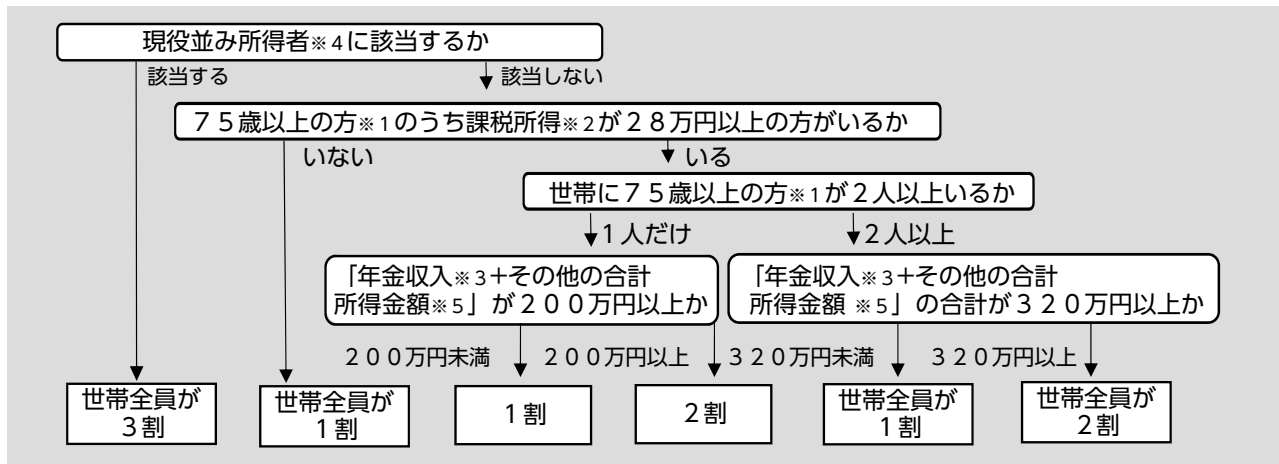 現役並み所得者※4に該当するか
該当する
該当しない
７５歳以上の方※1のうち課税所得※2が２８万円以上の方がいるか
いない
いる
世帯に７５歳以上の方※1が２人以上いるか
１人だけ
２人以上
「年金収入※3＋その他の合計
所得金額※5」が２００万円以上か
「年金収入※3＋その他の合計
所得金額 ※5」の合計が３２０万円以上か
２００万円未満
２００万円以上
３２０万円未満
３２０万円以上
世帯全員が
３割
世帯全員が
１割
１割
２割
世帯全員が
１割
世帯全員が
２割